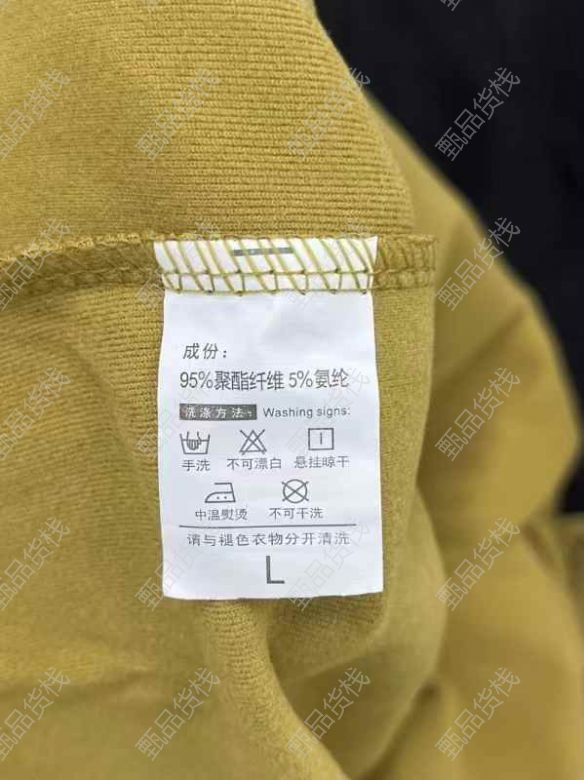 成份：
95%聚酯纤维 5%氨纶
洗涤方法 Washing signs:
手洗 不可漂白 悬挂晾干
中温熨烫 不可干洗
请与褪色衣物分开清洗
L
甄品货栈